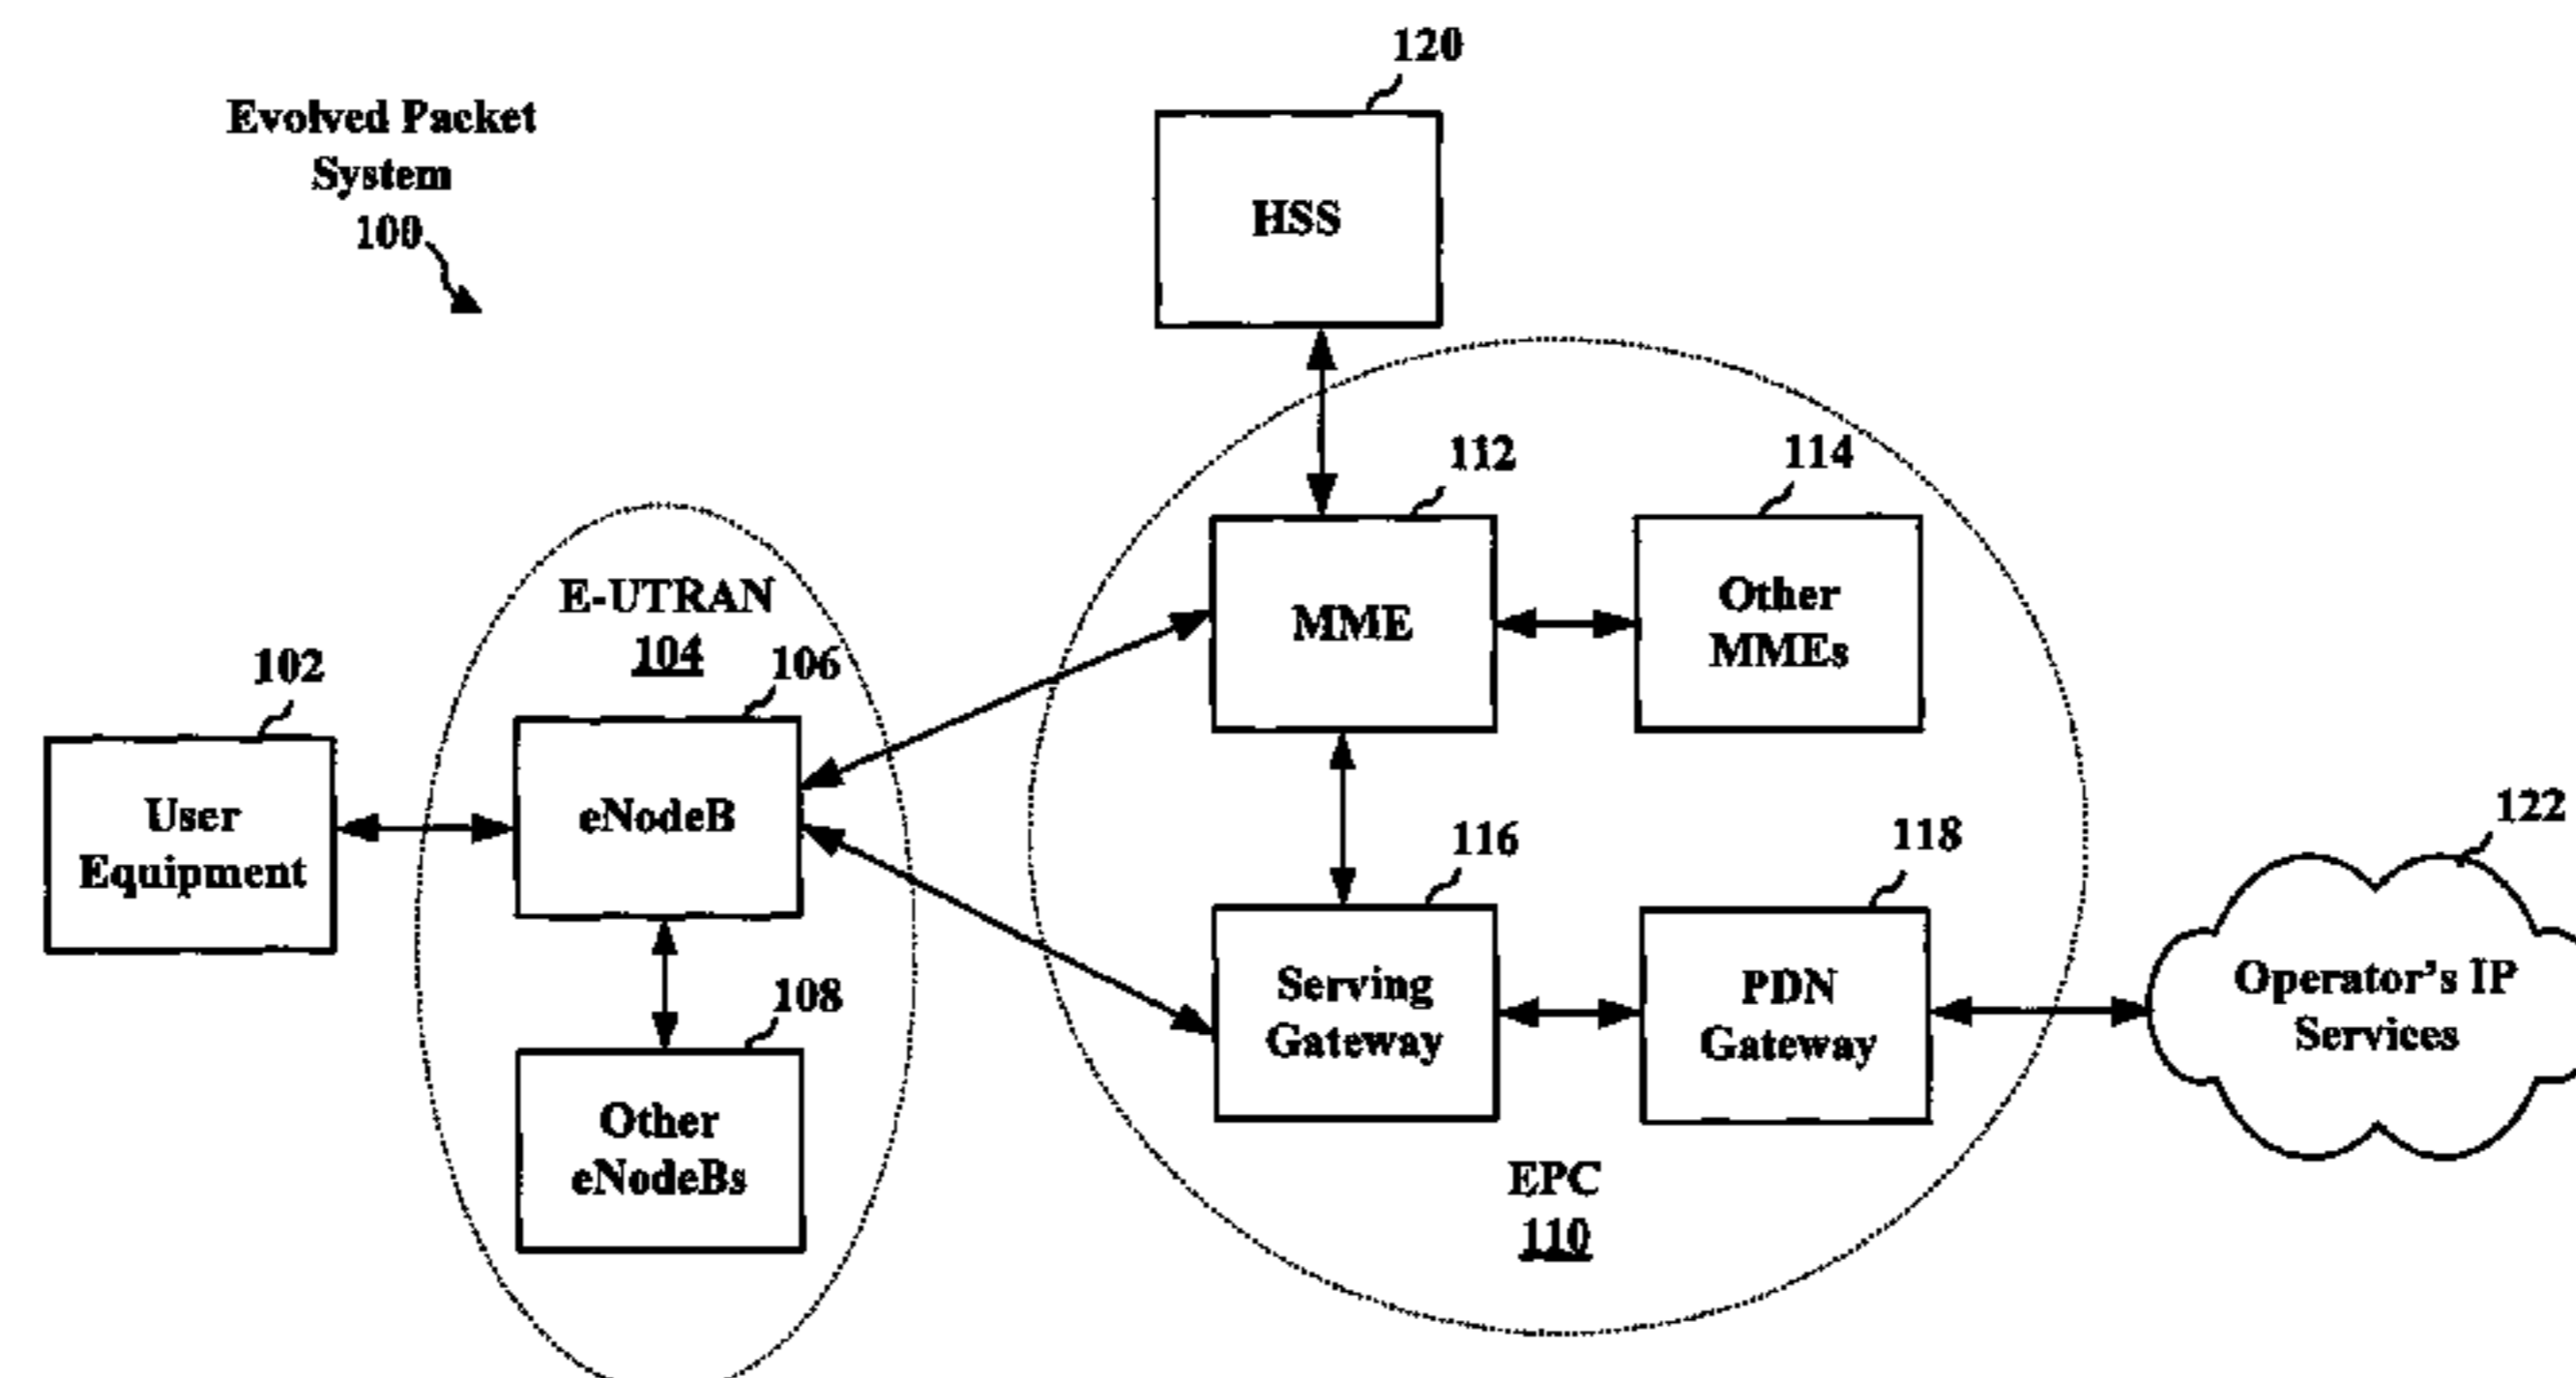 120
Evolved Packet
System
100
HSS
112
114
E-UTRAN
104
MME
Other
MMEs
102
106
User
Equipment
eNodeB
116
118
122
108
Serving
Gateway
PDN
Gateway
Operator's IP
Services
Other
eNodeBs
EPC
110